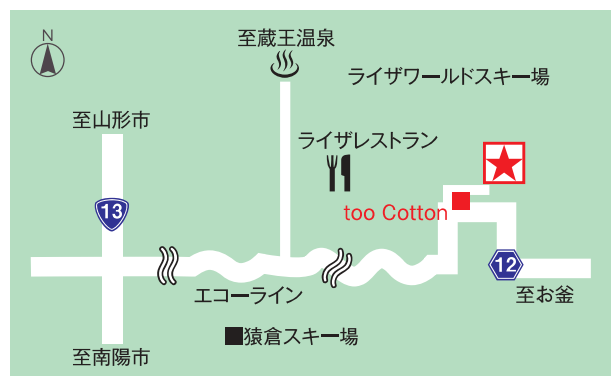 N
至蔵王温泉
ライザワールドスキー場
至山形市
ライザレストラン
13
too Cotton
12
エコーライン
至お釜
猿倉スキー場
至南陽市